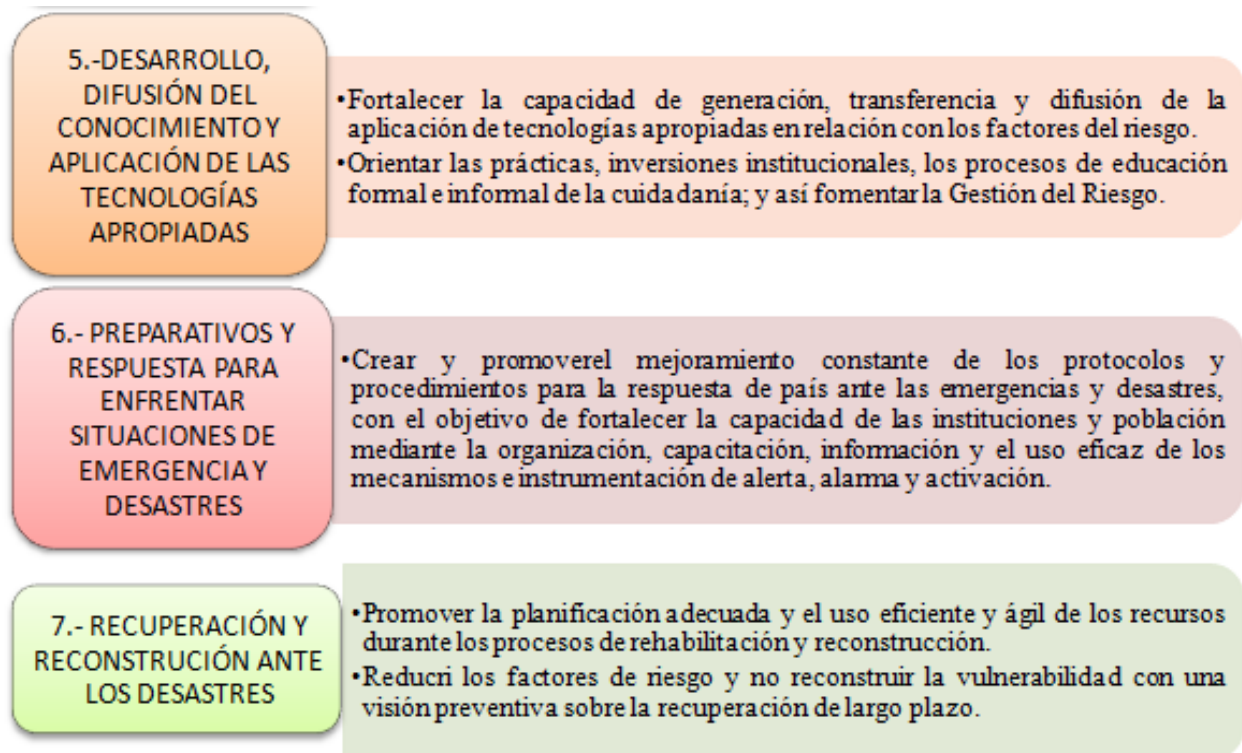 5.-DESARROLLO,
DIFUSIÓN DEL
CONOCIMIENTO Y
APLICACIÓN DE LAS
TECNOLOGÍAS
APROPIADAS
•Fortalecer la capacidad de generación, transferencia y difusión de la
aplicación de tecnologías apropiadas en relación con los factores del riesgo.
•Orientar las prácticas, inversiones institucionales, los procesos de educación
formal e informal de la cuidadanía; y así fomentar la Gestión del Riesgo.
6.- PREPARATIVOS Y
RESPUESTA PARA
ENFRENTAR
SITUACIONES DE
EMERGENCIA Y
DESASTRES
•Crear y promoverel mejoramiento constante de los protocolos y
procedimientos para la respuesta de país ante las emergencias y desastres,
con el objetivo de fortalecer la capacidad de las instituciones y población
mediante la organización, capacitación, información y el uso eficaz de los
mecanismos e instrumentación de alerta, alarma y activación.
7.- RECUPERACIÓN Y
RECONSTRUCIÓN ANTE
LOS DESASTRES
•Promover la planificación adecuada y el uso eficiente y ágil de los recursos
durante los procesos de rehabilitación y reconstrucción.
•Reducri los factores de riesgo y no reconstruir la vulnerabilidad con una
visión preventiva sobre la recuperación de largo plazo.